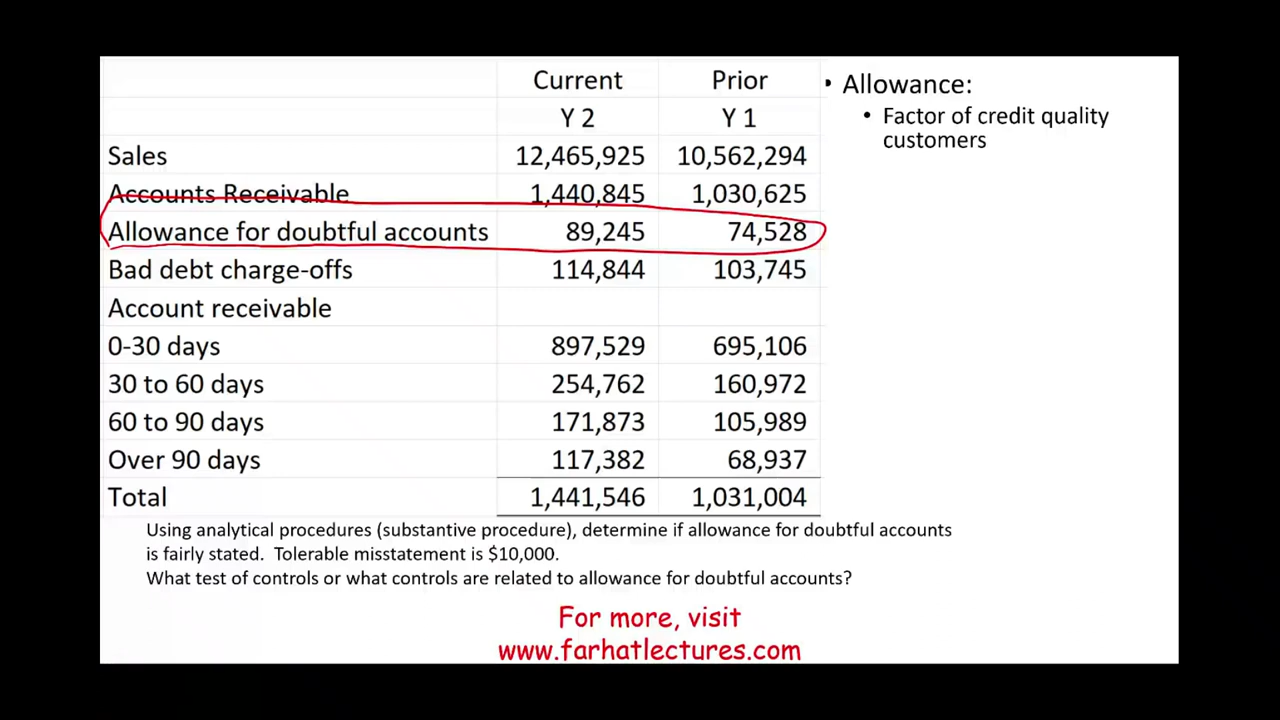 Current Prior
Y 2 Y 1
Sales 12,465,925 10,562,294
Accounts Receivable 1,440,845 1,030,625
Allowance for doubtful accounts 89,245 74,528
Bad debt charge-offs 114,844 103,745
Account receivable
0-30 days 897,529 695,106
30 to 60 days 254,762 160,972
60 to 90 days 171,873 105,989
Over 90 days 117,382 68,937
Total 1,441,546 1,031,004
• Allowance:
• Factor of credit quality
customers
Using analytical procedures (substantive procedure), determine if allowance for doubtful accounts
is fairly stated. Tolerable misstatement is $10,000.
What test of controls or what controls are related to allowance for doubtful accounts?
For more, visit
www.farhatlectures.com